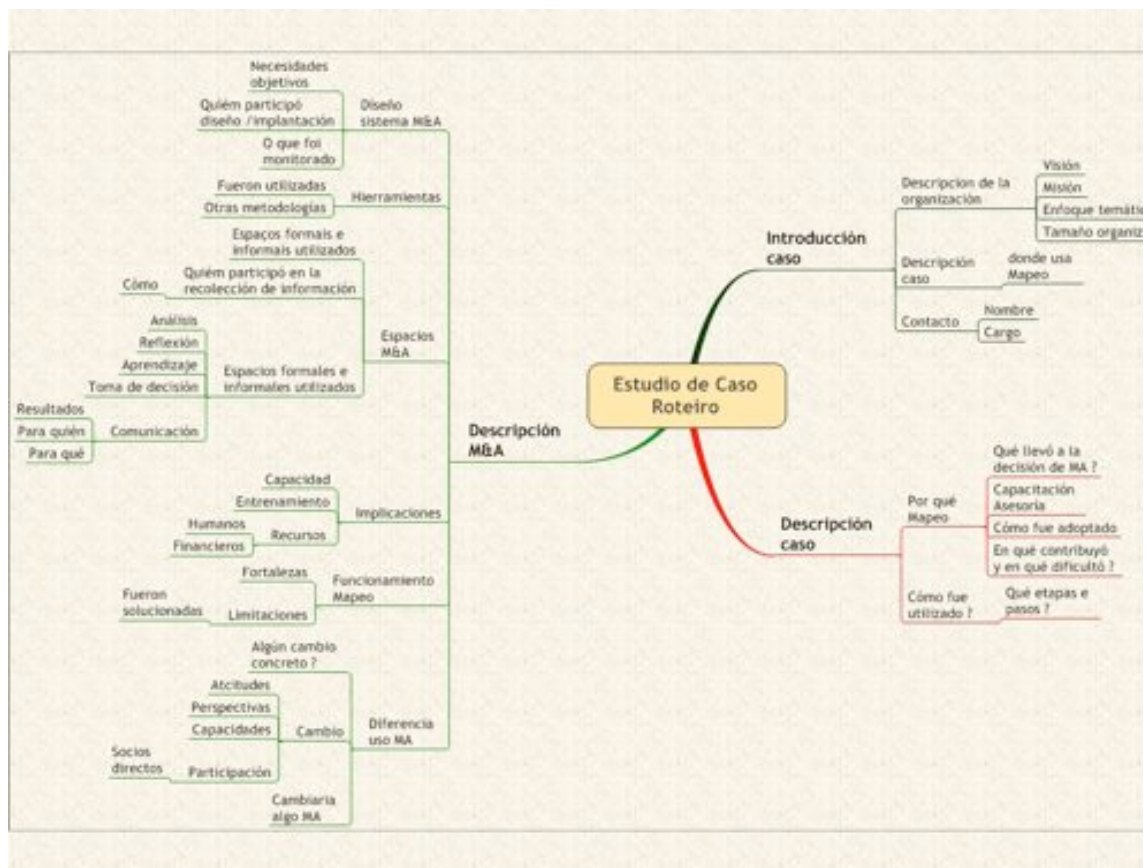 Estudio de Caso
Roteiro
Introducción
caso
Descripcion de la
organización
Visión
Misión
Enfoque temátic
Tamaño organiz
Descripción
caso
donde usa
Mapeo
Contacto
Nombre
Cargo
Descripción
caso
Por qué
Mapeo
Qué llevó a la
decisión de MA ?
Capacitación
Asesoría
Cómo fue adoptado
En qué contribuyó
y en qué dificultó ?
Cómo fue
utilizado ?
Qué etapas e
pasos ?
Descripción
M&A
Diseño
sistema M&A
Necesidades
objetivos
Quiém participó
diseño /implantación
O que foi
monitorado
Hierramientas
Fueron utilizadas
Otras metodologías
Espacios
M&A
Espaços formais e
informais utilizados
Quiém participó en la
recolección de información
Cómo
Espacios formales e
informales utilizados
Análisis
Reflexión
Aprendizaje
Toma de decisión
Comunicación
Resultados
Para quién
Para qué
Implicaciones
Capacidad
Entrenamiento
Recursos
Humanos
Financieros
Funcionamiento
Mapeo
Fortalezas
Limitaciones
Fueron
solucionadas
Diferencia
uso MA
Algún cambio
concreto ?
Cambio
Atcitudes
Perspectivas
Capacidades
Participación
Socios
directos
Cambiaria
algo MA